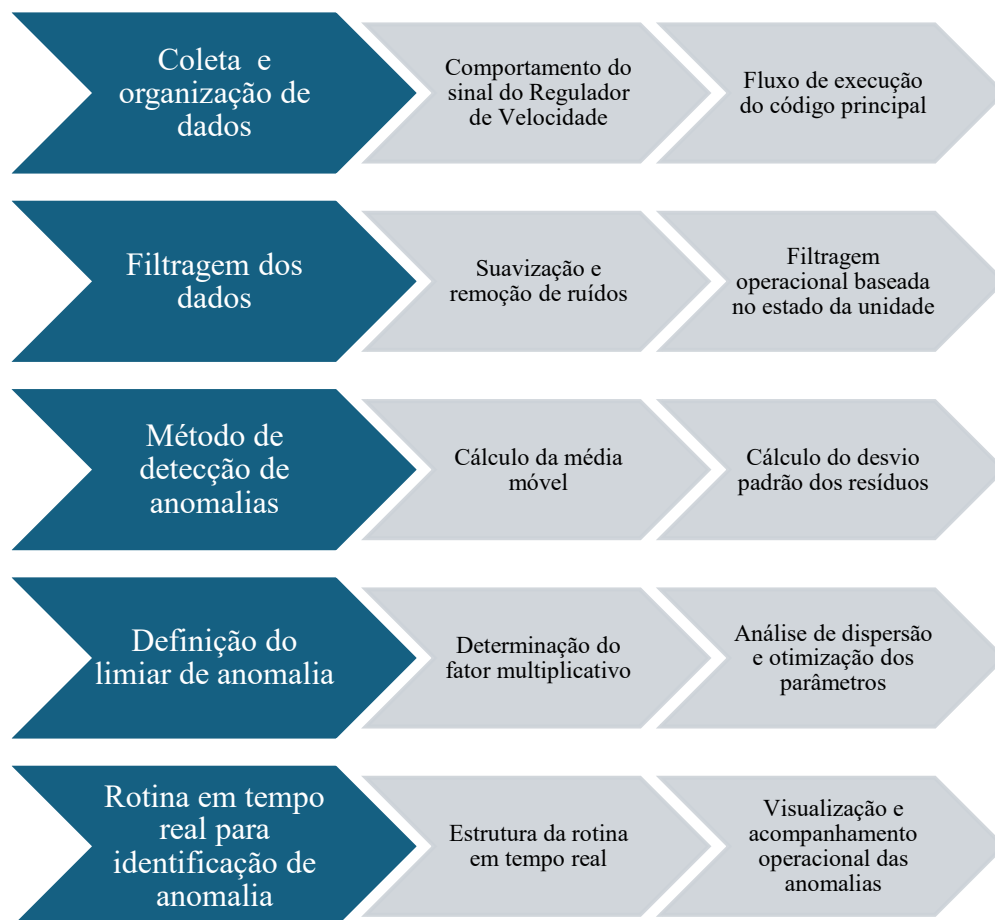 Coleta e
organização de
dados
Comportamento do
sinal do Regulador
de Velocidade
Fluxo de execução
do código principal
Filtragem dos
dados
Suavização e
remoção de ruídos
Filtragem
operacional baseada
no estado da unidade
Método de
detecção de
anomalias
Cálculo da média
móvel
Cálculo do desvio
padrão dos resíduos
Definição do
limiar de anomalia
Determinação do
fator multiplicativo
Análise de dispersão
e otimização dos
parâmetros
Rotina em tempo
real para
identificação de
anomalia
Estrutura da rotina
em tempo real
Visualização e
acompanhamento
operacional das
anomalias